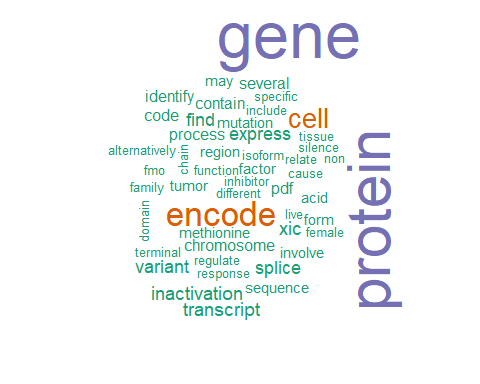 gene
may several
identify specific
contain
code find include
mutation cell
process express tissue
alternatively region isoform silence
chain relate non
fmo function factor cause
family tumor inhibitor pdf
different acid
domain encode live form
methionine xic female
chromosome
terminal involve
variant regulate splice
response
inactivation sequence
transcript
protein